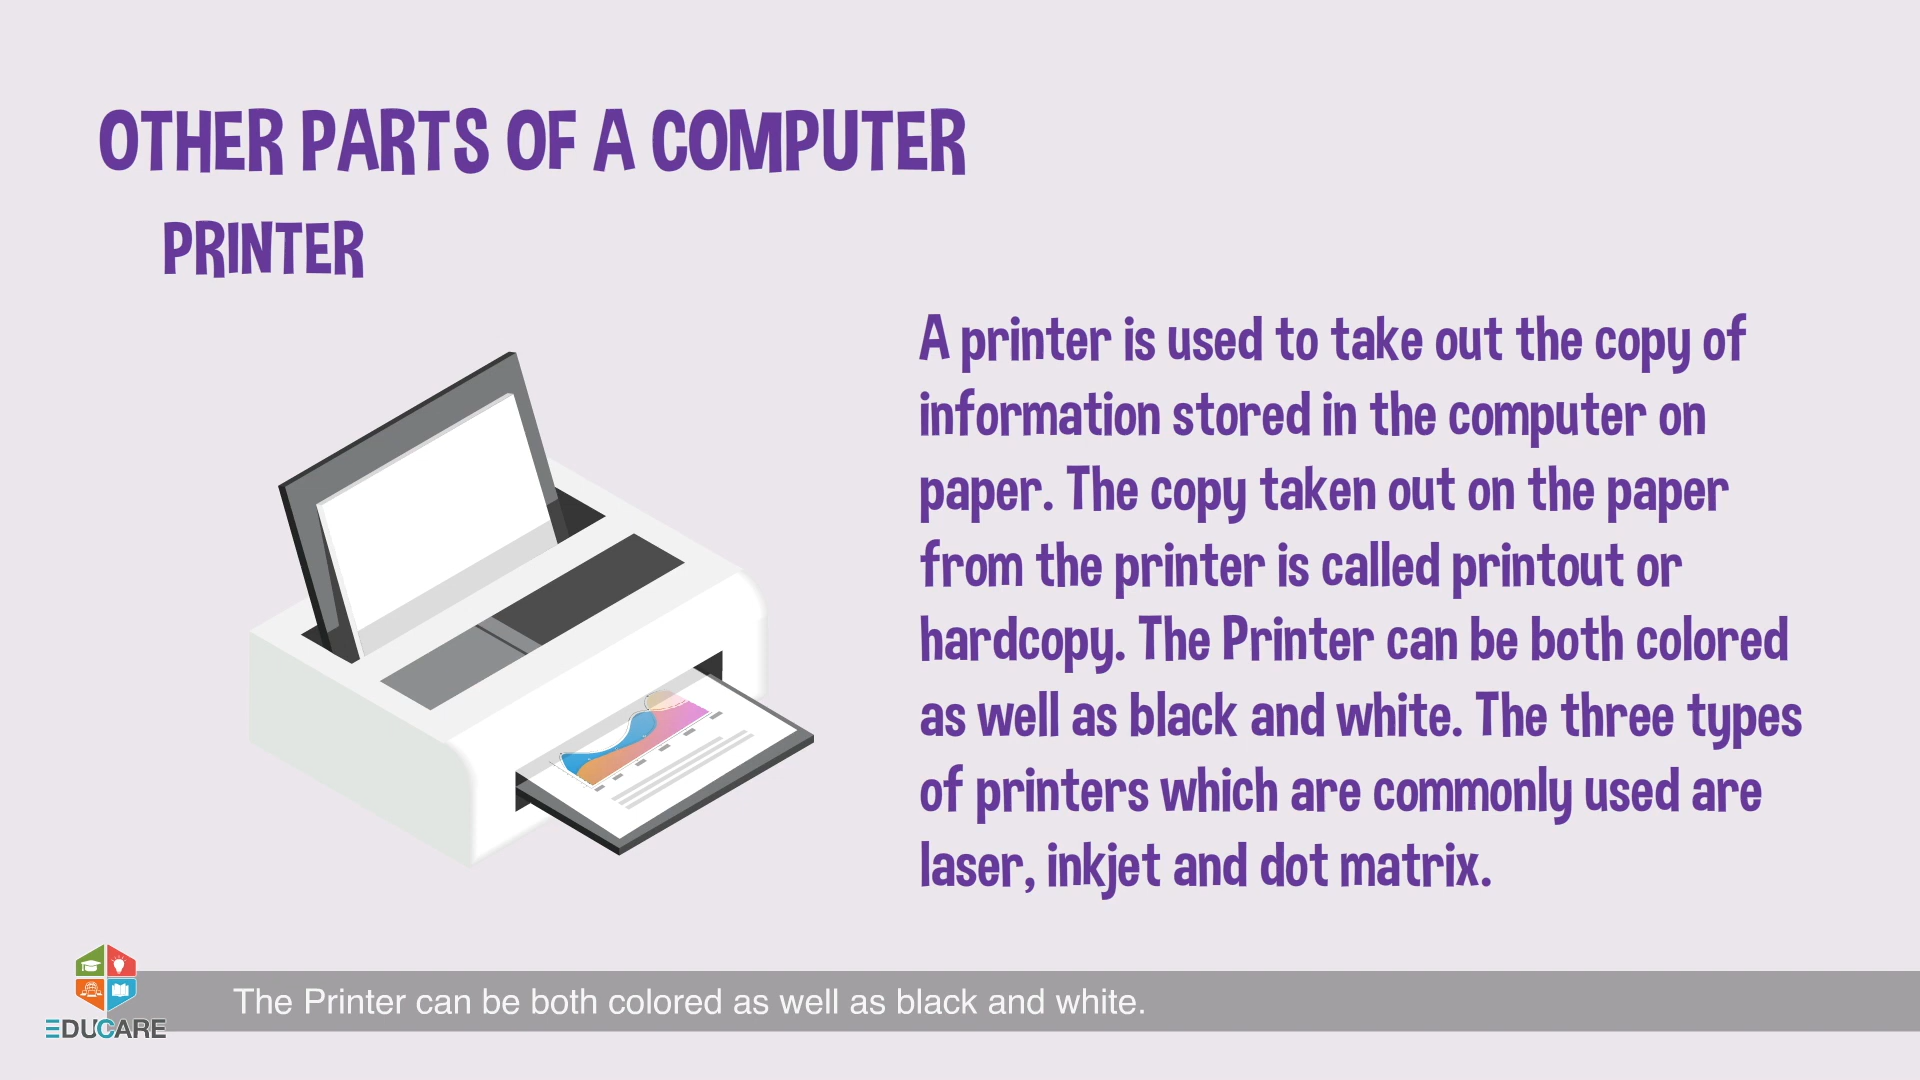 OTHER PARTS OF A COMPUTER
PRINTER
A printer is used to take out the copy of
information stored in the computer on
paper. The copy taken out on the paper
from the printer is called printout or
hardcopy. The Printer can be both colored
as well as black and white. The three types
of printers which are commonly used are
laser, inkjet and dot matrix.
The Printer can be both colored as well as black and white.
EDUCARE